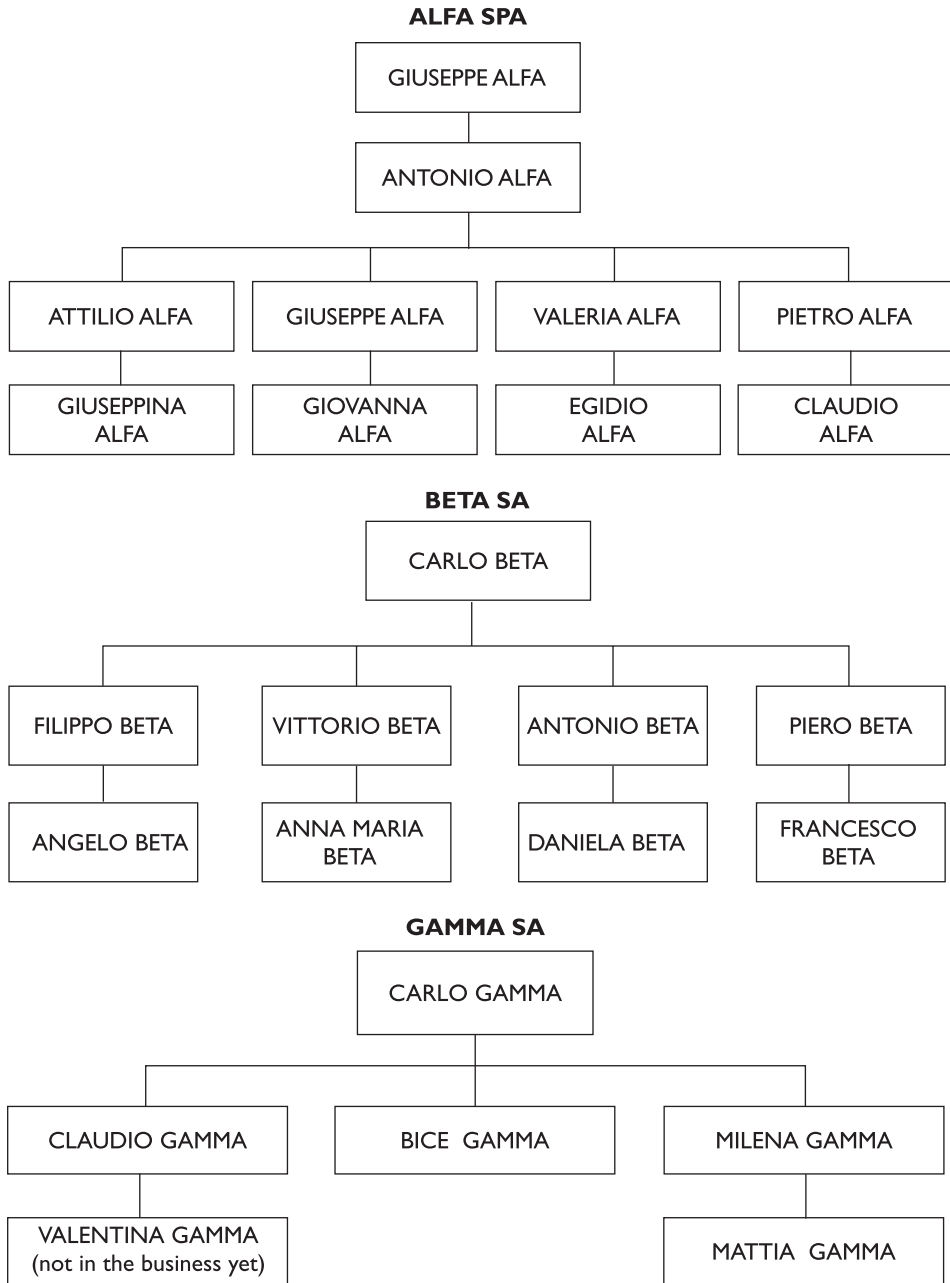 ALFA SPA
GIUSEPPE ALFA
ANTONIO ALFA
ATTILIO ALFA
GIUSEPPE ALFA
VALERIA ALFA
PIETRO ALFA
GIUSEPPINA
ALFA
GIOVANNA
ALFA
EGIDIO
ALFA
CLAUDIO
ALFA
BETA SA
CARLO BETA
FILIPPO BETA
VITTORIO BETA
ANTONIO BETA
PIERO BETA
ANGELO BETA
ANNA MARIA
BETA
DANIELA BETA
FRANCESCO
BETA
GAMMA SA
CARLO GAMMA
CLAUDIO GAMMA
BICE GAMMA
MILENA GAMMA
VALENTINA GAMMA
(not in the business yet)
MATTIA GAMMA